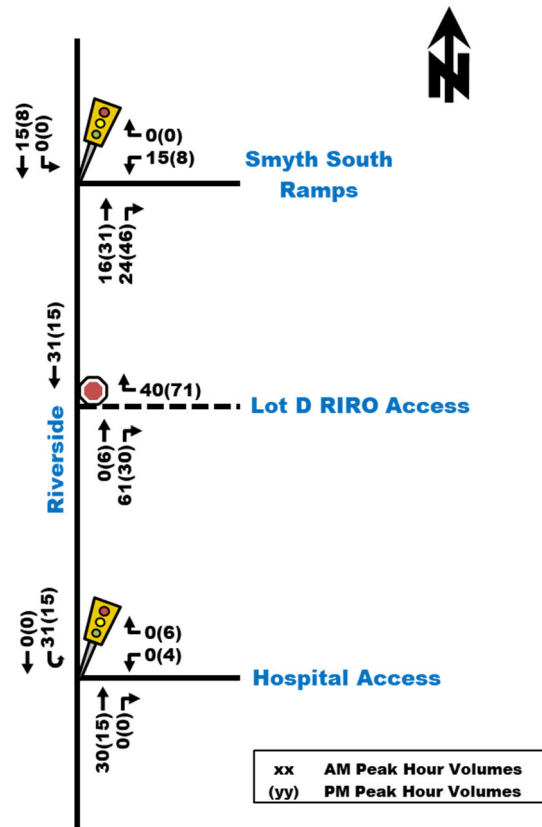 N
15(8)
0(0)
0(0)
15(8)
Smyth South
Ramps
16(31)
24(46)
31(15)
40(71)
Lot D RIRO Access
0(6)
61(30)
Riverside
0(0)
31(15)
0(6)
0(4)
Hospital Access
30(15)
0(0)
xx AM Peak Hour Volumes
(yy) PM Peak Hour Volumes